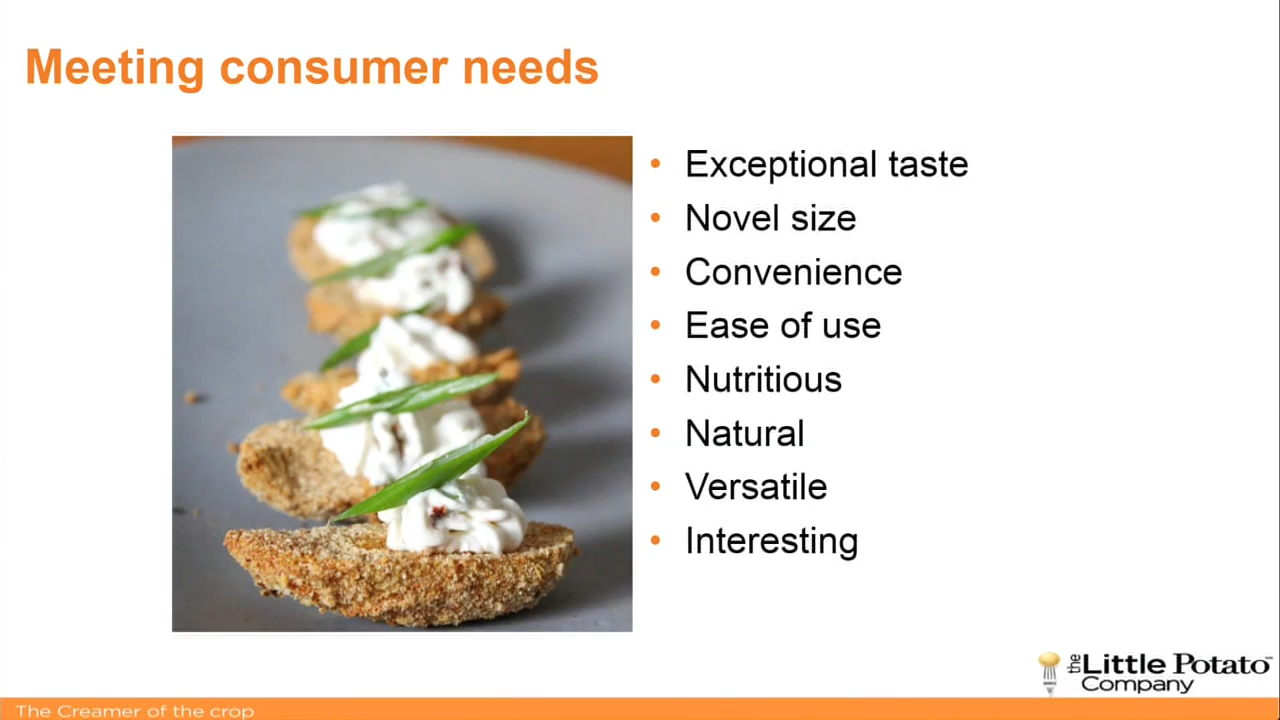 Meeting consumer needs
• Exceptional taste
• Novel size
• Convenience
• Ease of use
• Nutritious
• Natural
• Versatile
• Interesting
the Little Potato™
Company
The Creamer of the crop